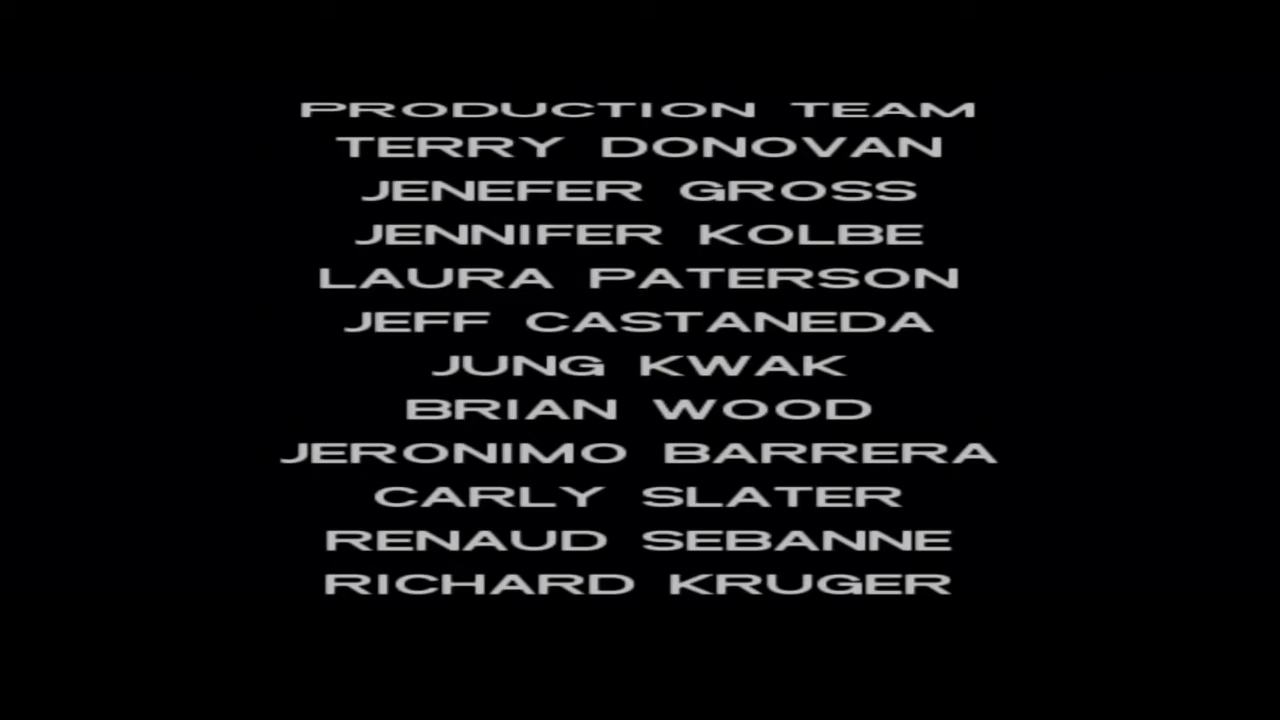 PRODUCTION TEAM
TERRY DONOVAN
JENEFER GROSS
JENNIFER KOLBE
LAURA PATERSON
JEFF CASTANEDA
JUNG KWAK
BRIAN WOOD
JERONIMO BARRERA
CARLY SLATER
RENAUD SEBANNE
RICHARD KRUGER